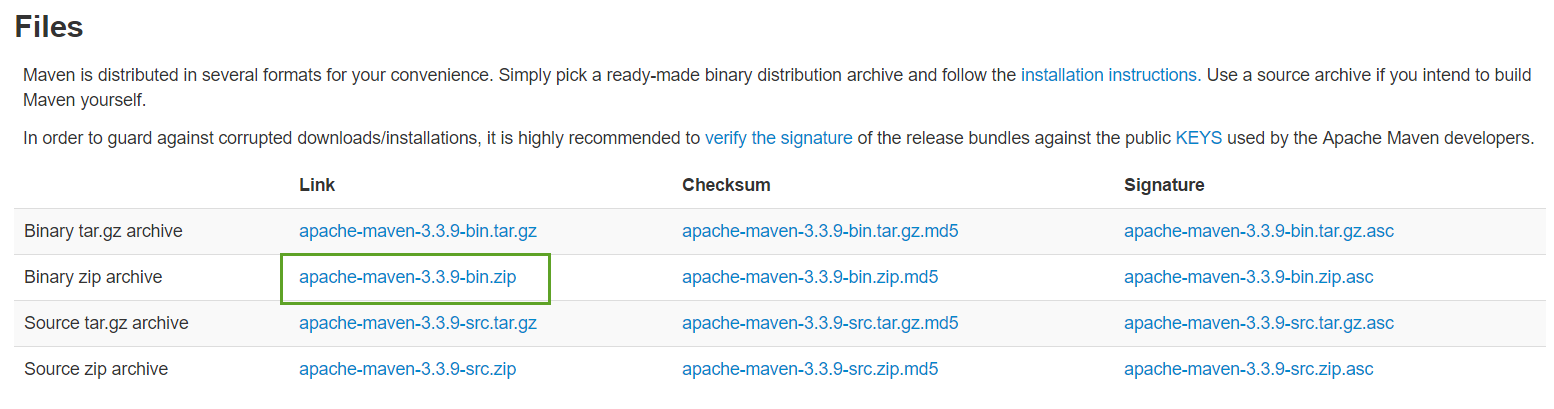 Files
Maven is distributed in several formats for your convenience. Simply pick a ready-made binary distribution archive and follow the installation instructions. Use a source archive if you intend to build
Maven yourself.
In order to guard against corrupted downloads/installations, it is highly recommended to verify the signature of the release bundles against the public KEYS used by the Apache Maven developers.
Link Checksum Signature
Binary tar.gz archive apache-maven-3.3.9-bin.tar.gz apache-maven-3.3.9-bin.tar.gz.md5 apache-maven-3.3.9-bin.tar.gz.asc
Binary zip archive apache-maven-3.3.9-bin.zip apache-maven-3.3.9-bin.zip.md5 apache-maven-3.3.9-bin.zip.asc
Source tar.gz archive apache-maven-3.3.9-src.tar.gz apache-maven-3.3.9-src.tar.gz.md5 apache-maven-3.3.9-src.tar.gz.asc
Source zip archive apache-maven-3.3.9-src.zip apache-maven-3.3.9-src.zip.md5 apache-maven-3.3.9-src.zip.asc